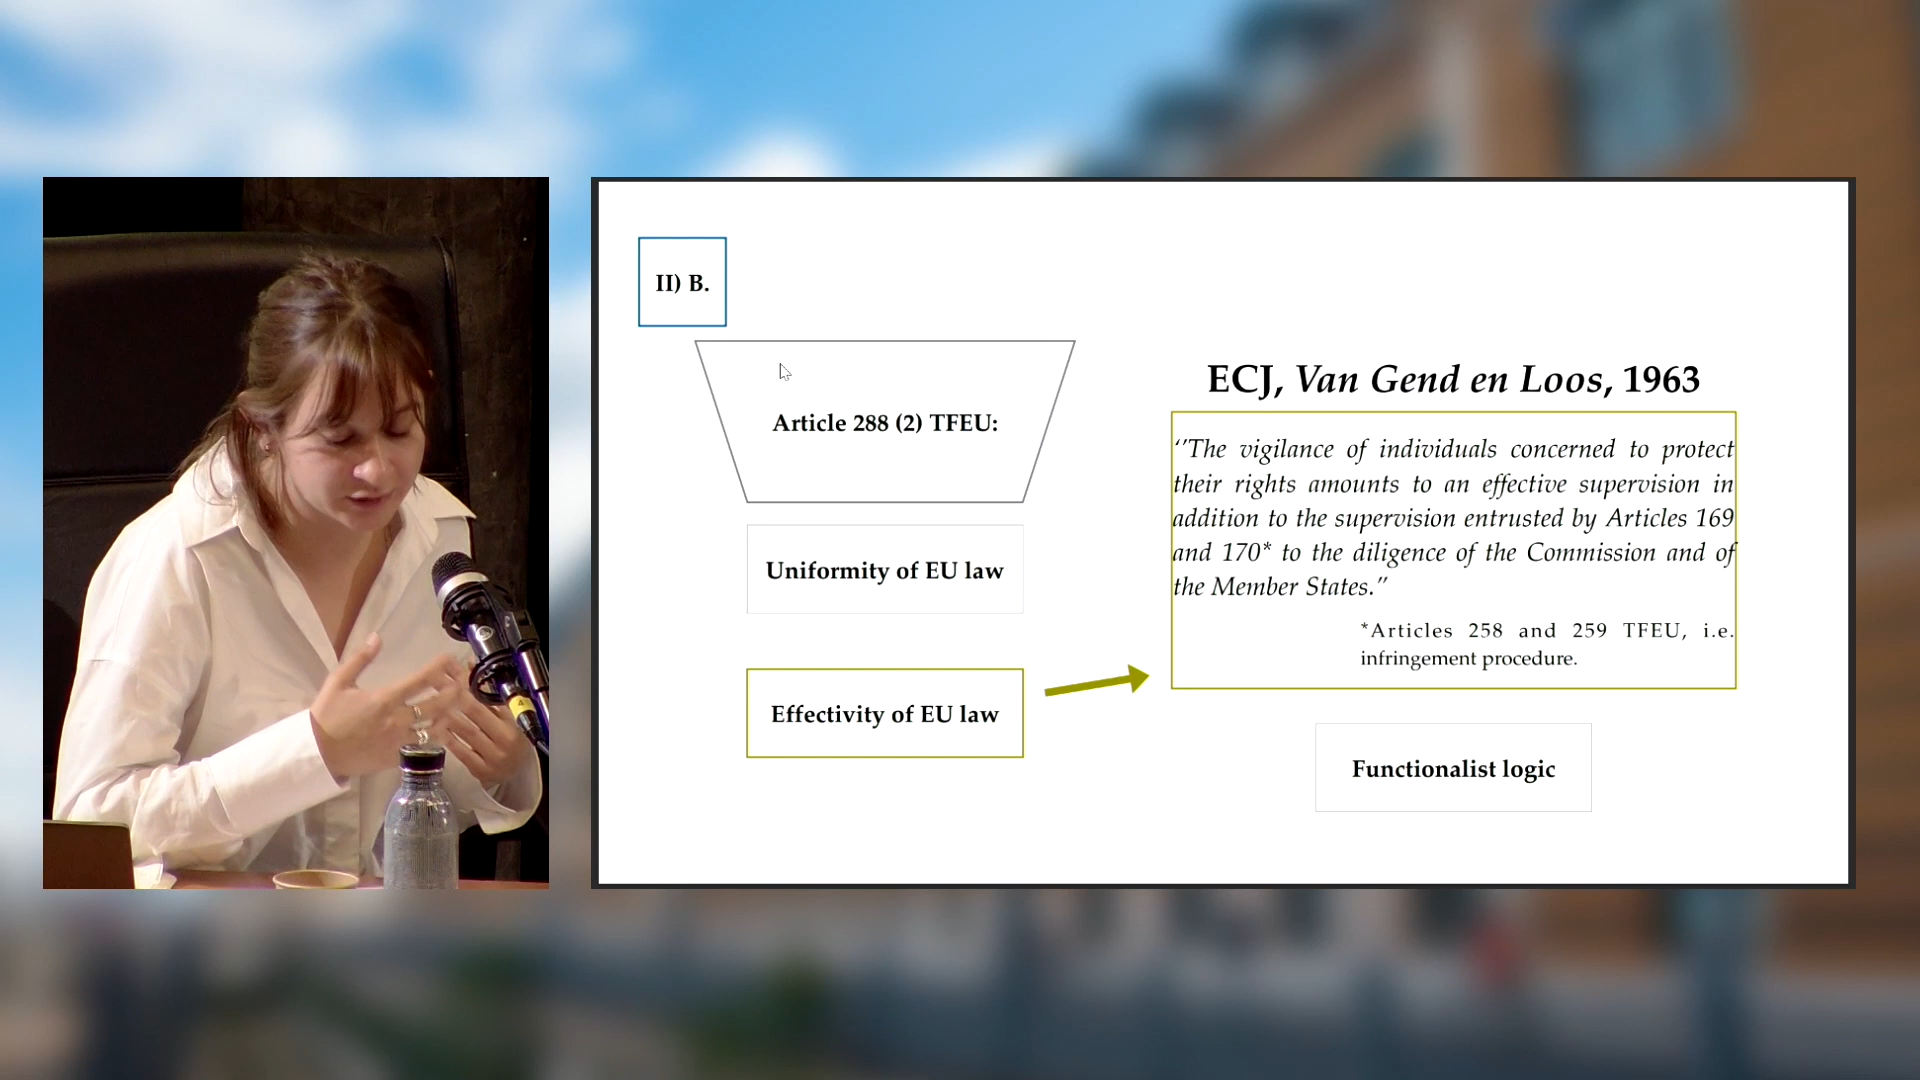 II) B.
Article 288 (2) TFEU:
Uniformity of EU law
Effectivity of EU law
ECJ, Van Gend en Loos, 1963
‘’The vigilance of individuals concerned to protect
their rights amounts to an effective supervision in
addition to the supervision entrusted by Articles 169
and 170* to the diligence of the Commission and of
the Member States.”
*Articles 258 and 259 TFEU, i.e.
infringement procedure.
Functionalist logic